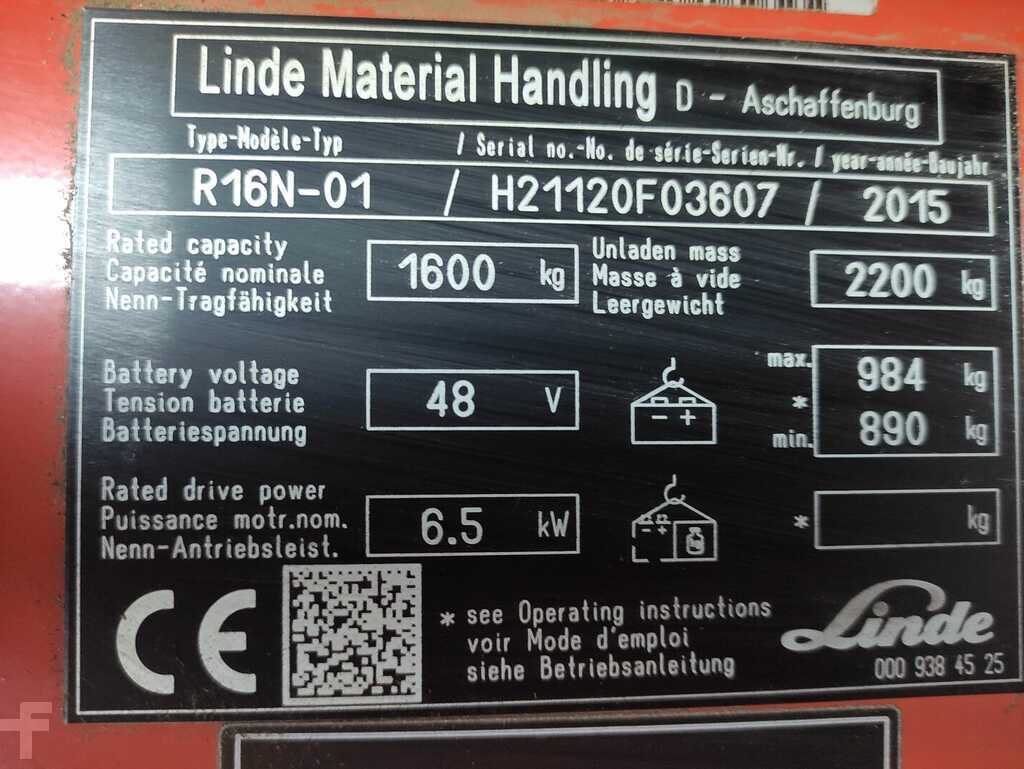 Linde Material Handling D - Aschaffenburg
Type-Modèle-Typ / Serial no.-No. de série-Serien-Nr. / year-année-Baujahr
R16N-01 / H21120F03607 / 2015
Rated capacity
Capacité nominale
Nenn-Tragfähigkeit
1600 kg
Unladen mass
Masse à vide
Leergewicht
2200 kg
Battery voltage
Tension batterie
Batteriespannung
48 V
- +
max. 984 kg
*
min. 890 kg
Rated drive power
Puissance motr.nom.
Nenn-Antriebsleist.
6.5 kW
- + kg
* kg
CE
* see Operating instructions
voir Mode d'emploi
siehe Betriebsanleitung
Linde
000 938 45 25
F